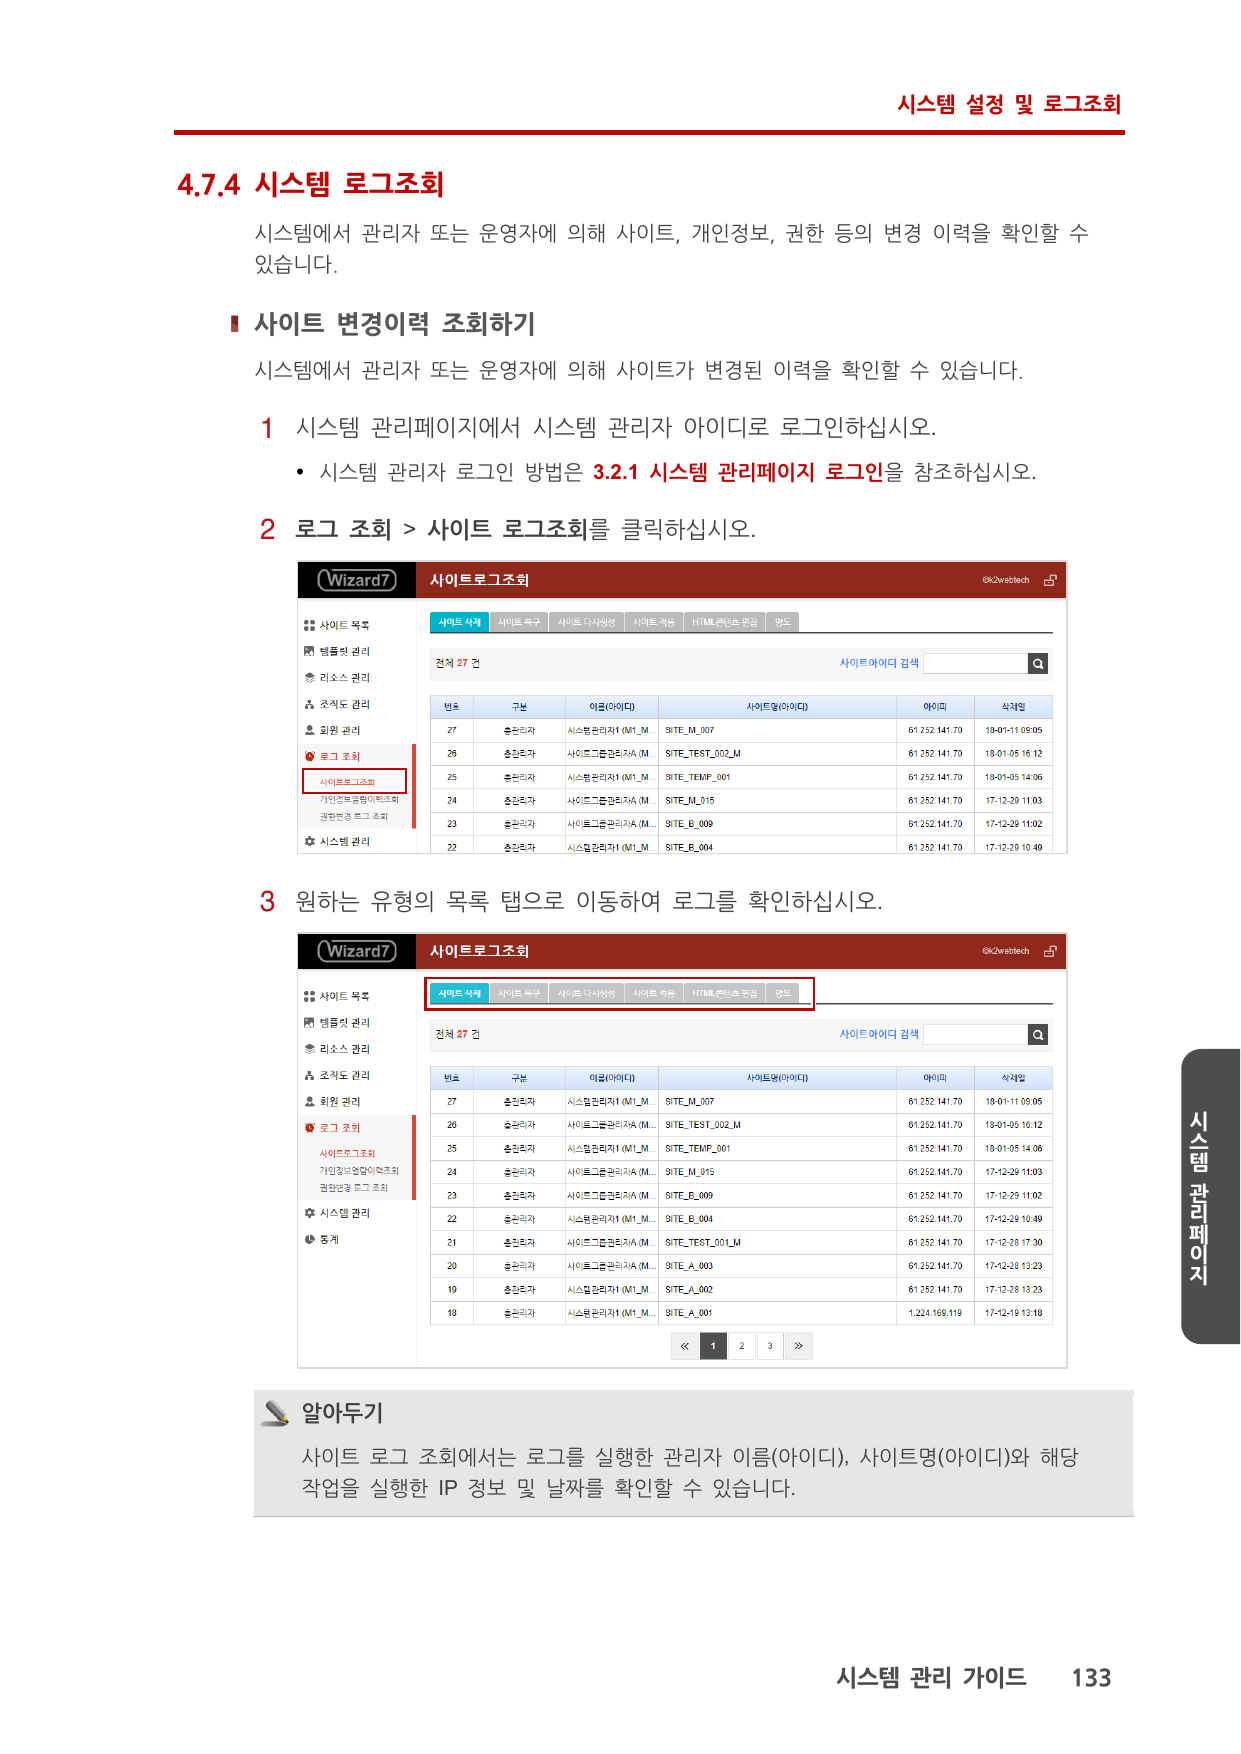 시스템 설정 및 로그조회
4.7.4 시스템 로그조회
시스템에서 관리자 또는 운영자에 의해 사이트, 개인정보, 권한 등의 변경 이력을 확인할 수
있습니다.
사이트 변경이력 조회하기
시스템에서 관리자 또는 운영자에 의해 사이트가 변경된 이력을 확인할 수 있습니다.
1 시스템 관리페이지에서 시스템 관리자 아이디로 로그인하십시오.
• 시스템 관리자 로그인 방법은 3.2.1 시스템 관리페이지 로그인을 참조하십시오.
2 로그 조회 > 사이트 로그조회를 클릭하십시오.
Wizard7 사이트로그조회 @k2webtech
사이트 목록
템플릿 관리
리소스 관리
조직도 관리
회원 관리
로그 조회
사이트로그조회
개인정보열람이력조회
권한변경 로그 조회
시스템 관리
사이트 삭제 사이트 복구 사이트 다시생성 사이트 적용 HTML콘텐츠 편집 양도
전체 27 건 사이트아이디 검색
번호 구분 이름(아이디) 사이트명(아이디) 아이피 삭제일
27 총관리자 시스템관리자1 (M1_M... SITE_M_007 61.252.141.70 18-01-11 09:05
26 총관리자 사이트그룹관리자A (M... SITE_TEST_002_M 61.252.141.70 18-01-05 16:12
25 총관리자 시스템관리자1 (M1_M... SITE_TEMP_001 61.252.141.70 18-01-05 14:06
24 총관리자 사이트그룹관리자A (M... SITE_M_015 61.252.141.70 17-12-29 11:03
23 총관리자 사이트그룹관리자A (M... SITE_B_009 61.252.141.70 17-12-29 11:02
22 총관리자 시스템관리자1 (M1_M... SITE_B_004 61.252.141.70 17-12-29 10:49
3 원하는 유형의 목록 탭으로 이동하여 로그를 확인하십시오.
Wizard7 사이트로그조회 @k2webtech
사이트 목록
템플릿 관리
리소스 관리
조직도 관리
회원 관리
로그 조회
사이트로그조회
개인정보열람이력조회
권한변경 로그 조회
시스템 관리
통계
사이트 삭제 사이트 복구 사이트 다시생성 사이트 적용 HTML콘텐츠 편집 양도
전체 27 건 사이트아이디 검색
번호 구분 이름(아이디) 사이트명(아이디) 아이피 삭제일
27 총관리자 시스템관리자1 (M1_M... SITE_M_007 61.252.141.70 18-01-11 09:05
26 총관리자 사이트그룹관리자A (M... SITE_TEST_002_M 61.252.141.70 18-01-05 16:12
25 총관리자 시스템관리자1 (M1_M... SITE_TEMP_001 61.252.141.70 18-01-05 14:06
24 총관리자 사이트그룹관리자A (M... SITE_M_015 61.252.141.70 17-12-29 11:03
23 총관리자 사이트그룹관리자A (M... SITE_B_009 61.252.141.70 17-12-29 11:02
22 총관리자 시스템관리자1 (M1_M... SITE_B_004 61.252.141.70 17-12-29 10:49
21 총관리자 사이트그룹관리자A (M... SITE_TEST_001_M 61.252.141.70 17-12-28 17:30
20 총관리자 사이트그룹관리자A (M... SITE_A_003 61.252.141.70 17-12-28 13:23
19 총관리자 시스템관리자1 (M1_M... SITE_A_002 61.252.141.70 17-12-28 13:23
18 총관리자 시스템관리자1 (M1_M... SITE_A_001 1.224.169.119 17-12-19 13:18
« 1 2 3 »
시스템 관리페이지
알아두기
사이트 로그 조회에서는 로그를 실행한 관리자 이름(아이디), 사이트명(아이디)와 해당
작업을 실행한 IP 정보 및 날짜를 확인할 수 있습니다.
시스템 관리 가이드 133